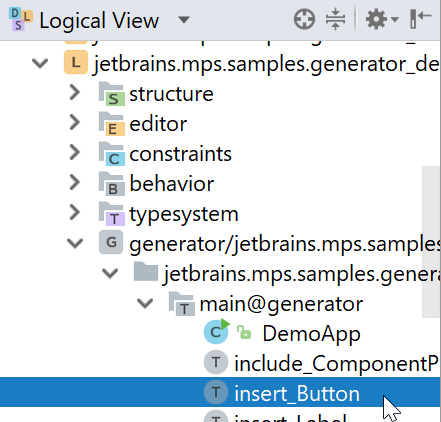 Logical View
L jetbrains.mps.samples.generator_de
S structure
E editor
C constraints
B behavior
T typesystem
G generator/jetbrains.mps.samples
jetbrains.mps.samples.genera
T main@generator
C DemoApp
T include_ComponentP
T insert_Button
insert_Label